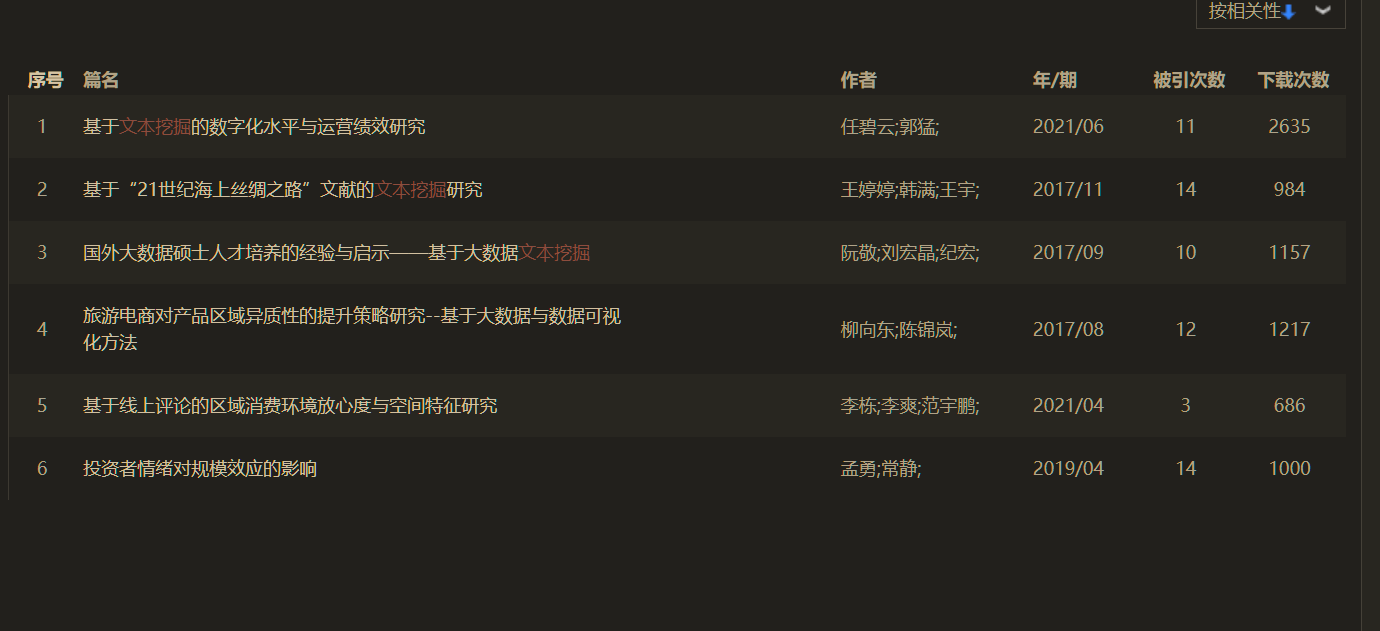 按相关性
序号 篇名 作者 年/期 被引次数 下载次数
1 基于文本挖掘的数字化水平与运营绩效研究 任碧云;郭猛; 2021/06 11 2635
2 基于“21世纪海上丝绸之路”文献的文本挖掘研究 王婷婷;韩满;王宇; 2017/11 14 984
3 国外大数据硕士人才培养的经验与启示——基于大数据文本挖掘 阮敬;刘宏晶;纪宏; 2017/09 10 1157
4 旅游电商对产品区域异质性的提升策略研究--基于大数据与数据可视
化方法 柳向东;陈锦岚; 2017/08 12 1217
5 基于线上评论的区域消费环境放心度与空间特征研究 李栋;李爽;范宇鹏; 2021/04 3 686
6 投资者情绪对规模效应的影响 孟勇;常静; 2019/04 14 1000